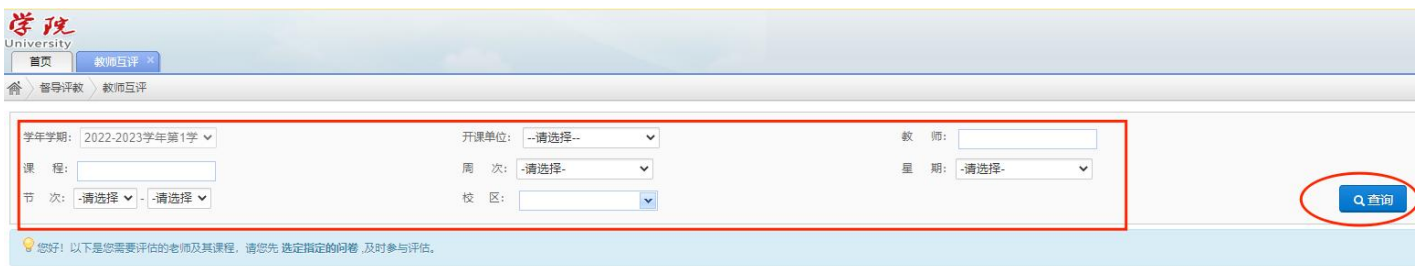 学院
University
首页 教师互评 ×
督导评教 教师互评
学年学期: 2022-2023学年第1学 开课单位: --请选择-- 教 师:
课 程: 周 次: -请选择- 星 期: -请选择-
节 次: -请选择 - -请选择 校 区: 查询
您好！以下是您需要评估的老师及其课程，请您先 选定指定的问卷 ,及时参与评估。